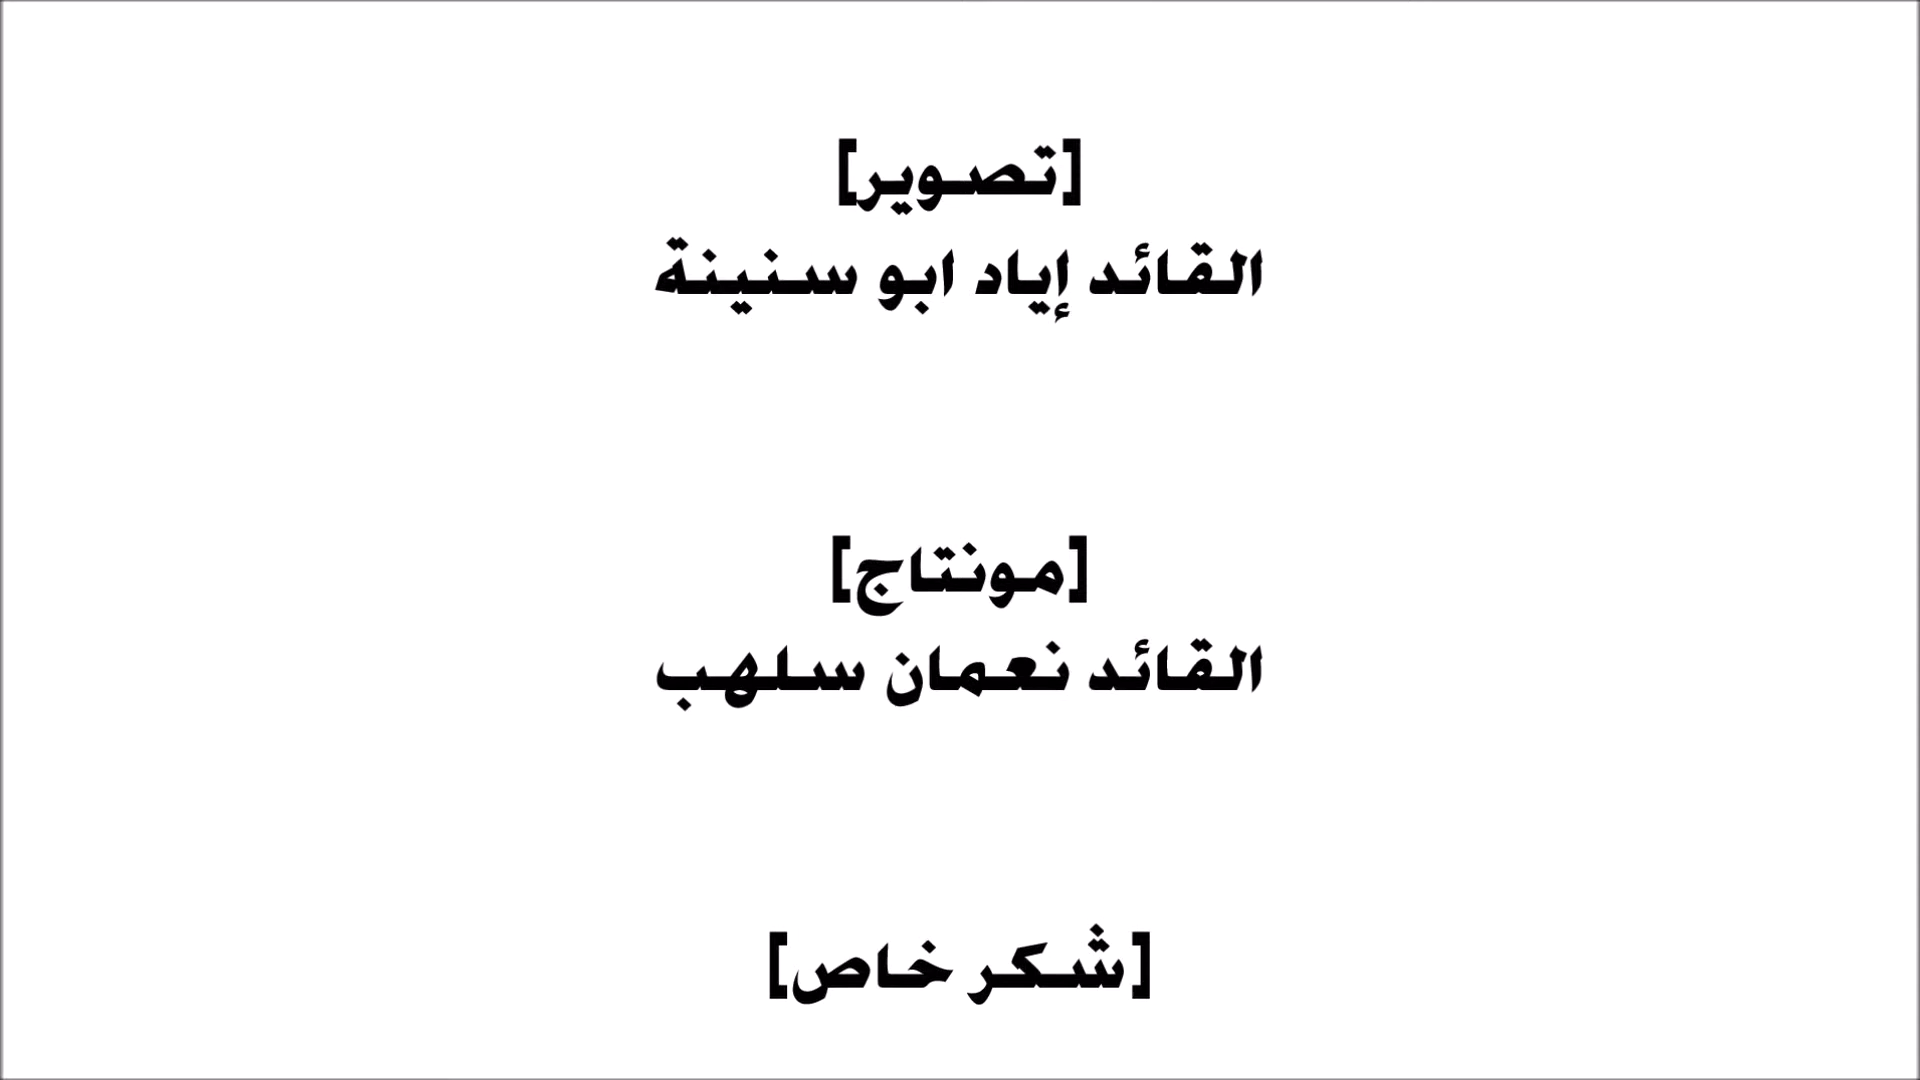 [تصوير]
القائد إياد ابو سنينة
[مونتاج]
القائد نعمان سلهب
[شكر خاص]